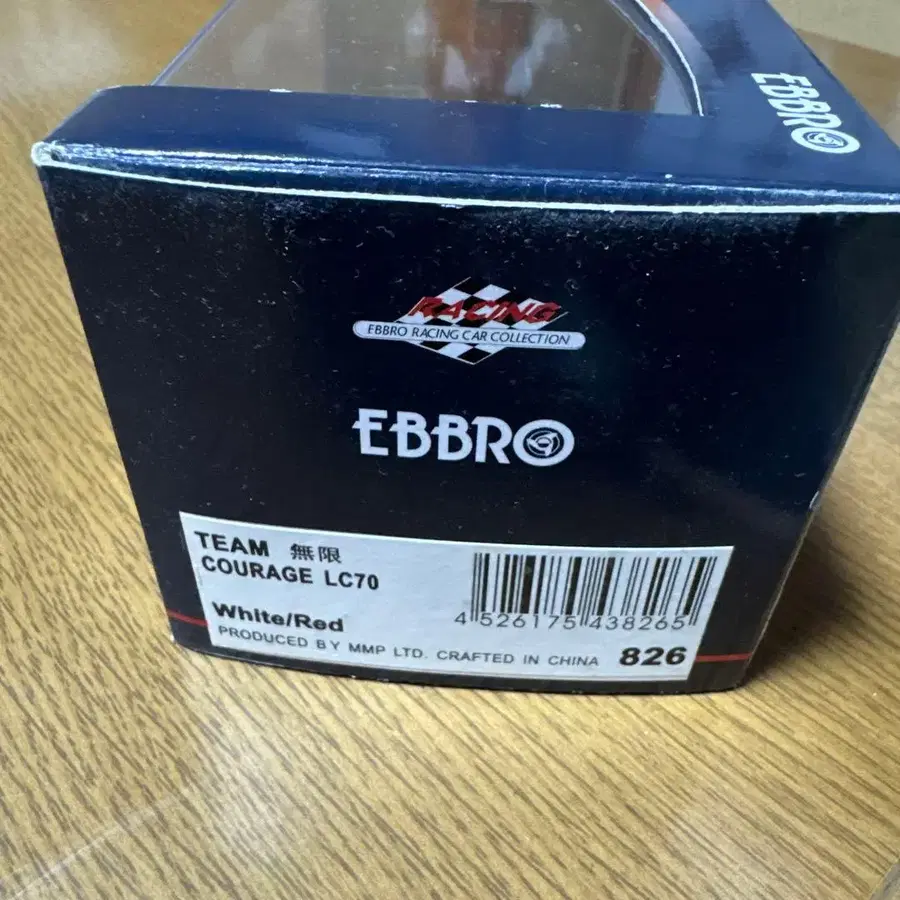 EBBRO
RACING
EBBRO RACING CAR COLLECTION
EBBRO
TEAM 無限
COURAGE LC70
White/Red
4 526175 438265
PRODUCED BY MMP LTD. CRAFTED IN CHINA 826